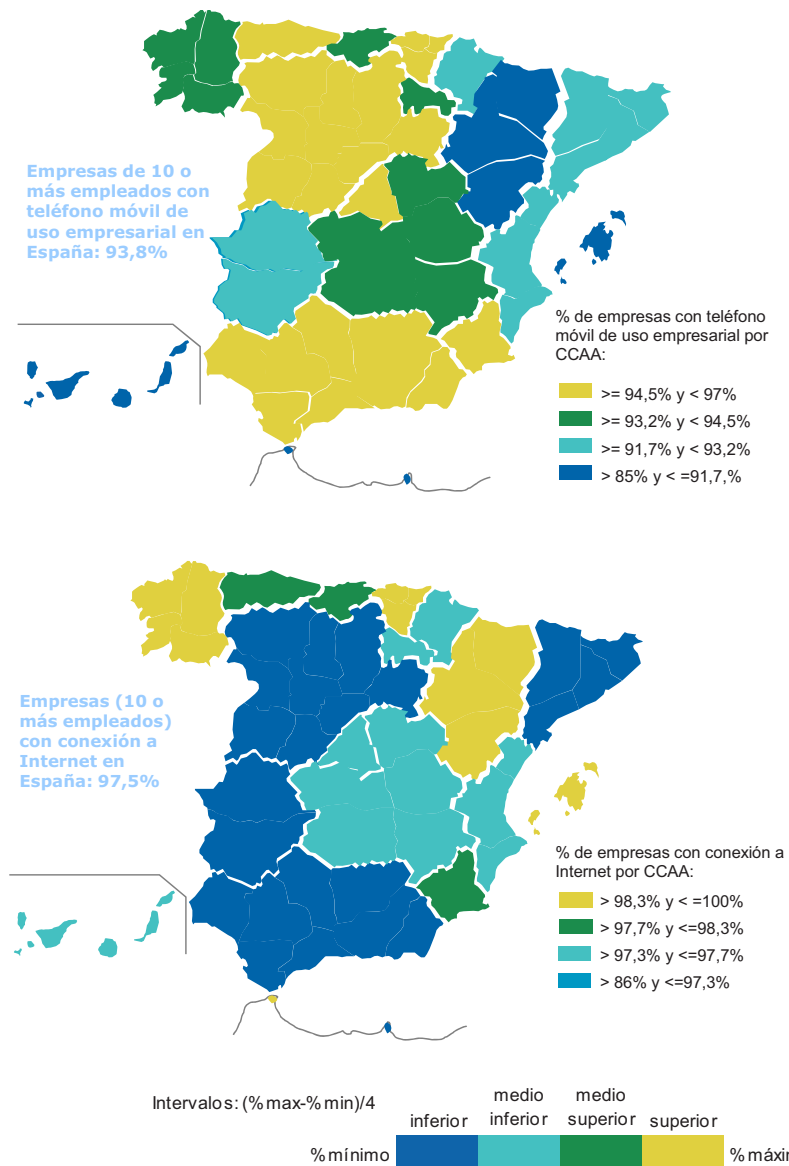 Empresas de 10 o
más empleados con
teléfono móvil de
uso empresarial en
España: 93,8%
% de empresas con teléfono
móvil de uso empresarial por
CCAA:
>= 94,5% y < 97%
>= 93,2% y < 94,5%
>= 91,7% y < 93,2%
> 85% y < =91,7,%
Empresas (10 o
más empleados)
con conexión a
Internet en
España: 97,5%
% de empresas con conexión a
Internet por CCAA:
> 98,3% y < =100%
> 97,7% y <=98,3%
> 97,3% y <=97,7%
> 86% y <=97,3%
Intervalos: (% max-% min)/4
inferior
medio
inferior
medio
superior
superior
% mínimo
% máxi